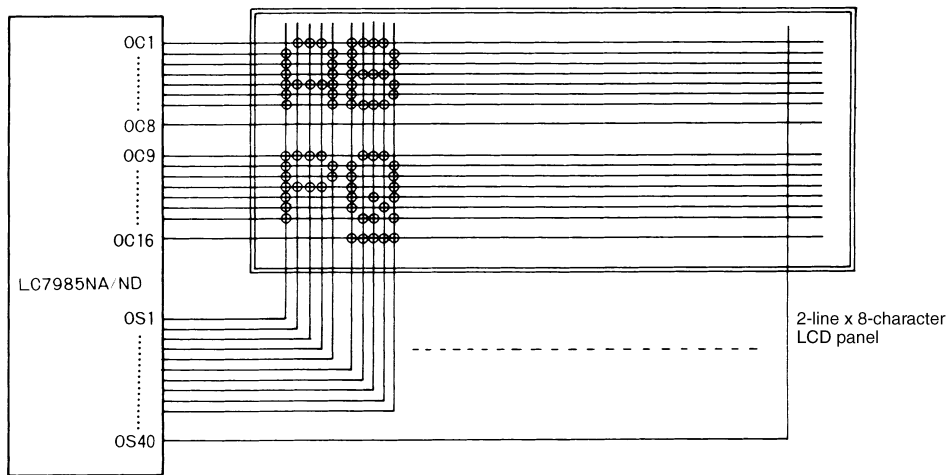 OC1
OC8
OC9
OC16
LC7985NA/ND
OS1
2-line x 8-character
LCD panel
OS40